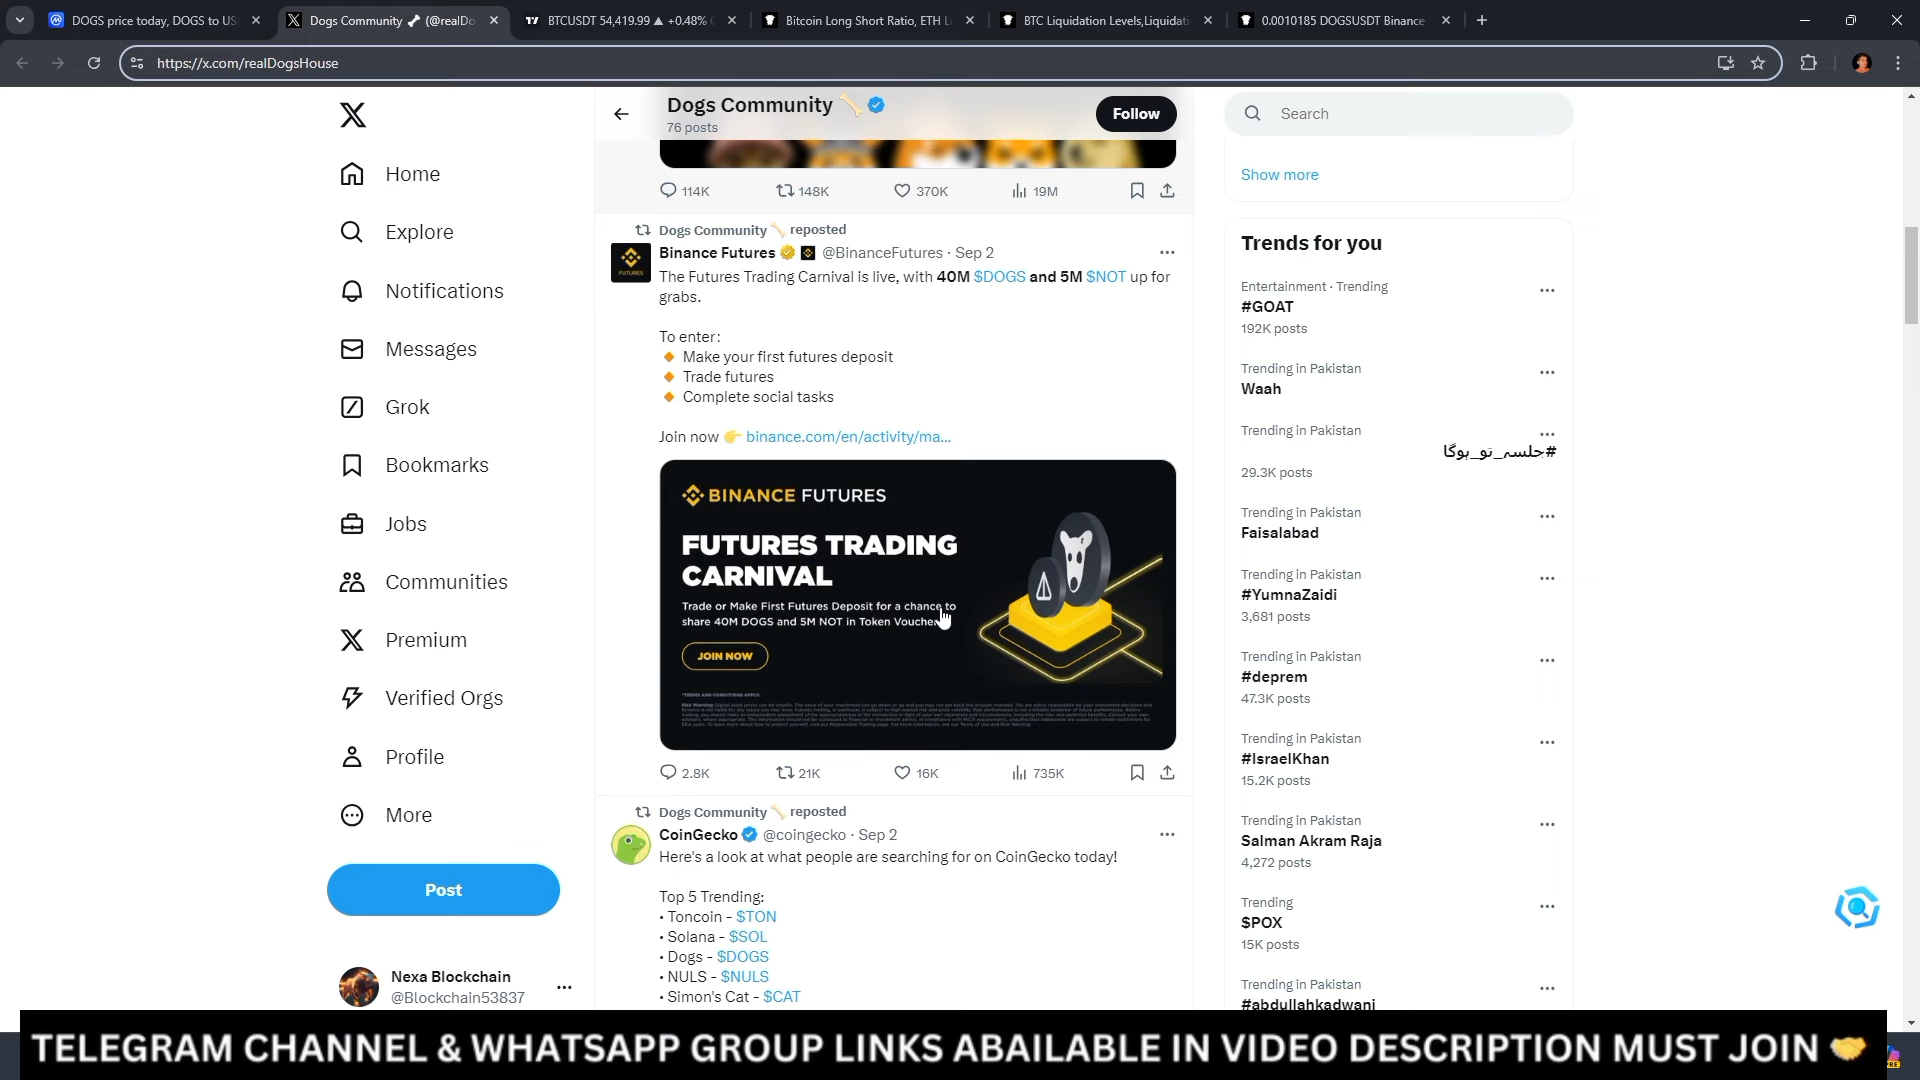 DOGS price today, DOGS to US
Dogs Community 🦴 (@realDo
BTCUSDT 54,419.99 ▲ +0.48%
Bitcoin Long Short Ratio, ETH L
BTC Liquidation Levels,Liquidati
0.0010185 DOGSUSDT Binance
https://x.com/realDogsHouse
Home
Explore
Notifications
Messages
Grok
Bookmarks
Jobs
Communities
Premium
Verified Orgs
Profile
More
Post
Nexa Blockchain
@Blockchain53837
Dogs Community 🦴
76 posts
Follow
114K 148K 370K 19M
Dogs Community 🦴 reposted
Binance Futures @BinanceFutures · Sep 2
The Futures Trading Carnival is live, with 40M $DOGS and 5M $NOT up for
grabs.
To enter:
🔸 Make your first futures deposit
🔸 Trade futures
🔸 Complete social tasks
Join now 👉 binance.com/en/activity/ma...
BINANCE FUTURES
FUTURES
FUTURES TRADING
CARNIVAL
Trade or Make First Futures Deposit for a chance to
share 40M DOGS and 5M NOT in Token Voucher
JOIN NOW
*TERMS AND CONDITIONS APPLY.
2.8K 21K 16K 735K
Dogs Community 🦴 reposted
CoinGecko @coingecko · Sep 2
Here's a look at what people are searching for on CoinGecko today!
Top 5 Trending:
• Toncoin - $TON
• Solana - $SOL
• Dogs - $DOGS
• NULS - $NULS
• Simon's Cat - $CAT
Search
Show more
Trends for you
Entertainment · Trending
#GOAT
192K posts
Trending in Pakistan
Waah
Trending in Pakistan
#جلسہ_تو_ہوگا
29.3K posts
Trending in Pakistan
Faisalabad
Trending in Pakistan
#YumnaZaidi
3,681 posts
Trending in Pakistan
#deprem
47.3K posts
Trending in Pakistan
#IsraelKhan
15.2K posts
Trending in Pakistan
Salman Akram Raja
4,272 posts
Trending
$POX
15K posts
Trending in Pakistan
#abdullahkadwani
TELEGRAM CHANNEL & WHATSAPP GROUP LINKS ABAILABLE IN VIDEO DESCRIPTION MUST JOIN 🤝